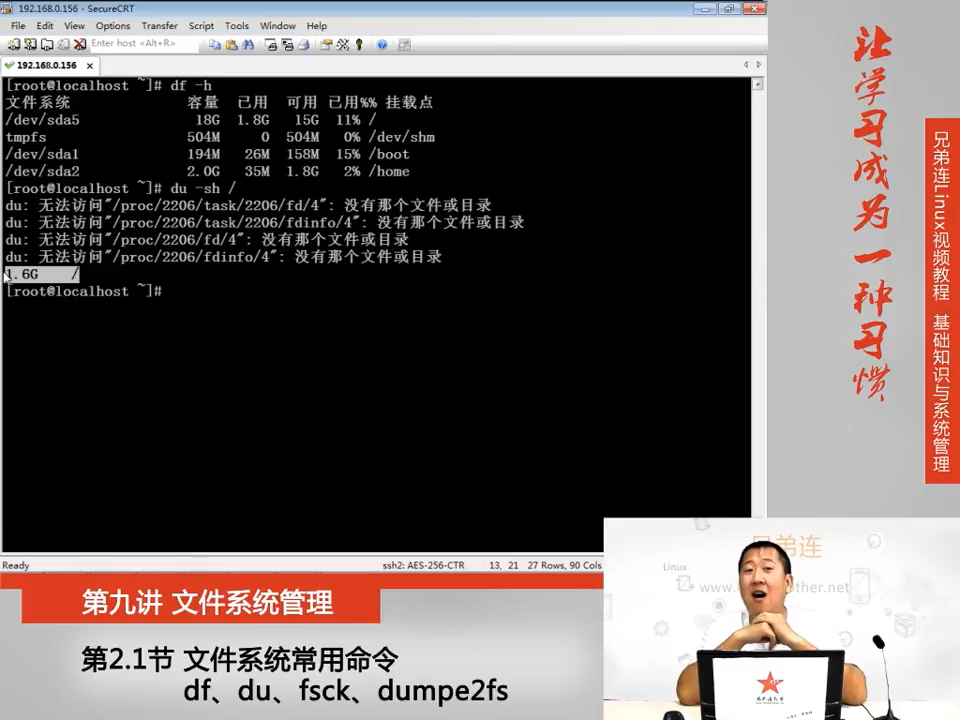 192.168.0.156 - SecureCRT
File Edit View Options Transfer Script Tools Window Help
Enter host <Alt+R>
192.168.0.156
[root@localhost ~]# df -h
文件系统 容量 已用 可用 已用%% 挂载点
/dev/sda5 18G 1.8G 15G 11% /
tmpfs 504M 0 504M 0% /dev/shm
/dev/sda1 194M 26M 158M 15% /boot
/dev/sda2 2.0G 35M 1.8G 2% /home
[root@localhost ~]# du -sh /
du: 无法访问"/proc/2206/task/2206/fd/4": 没有那个文件或目录
du: 无法访问"/proc/2206/task/2206/fdinfo/4": 没有那个文件或目录
du: 无法访问"/proc/2206/fd/4": 没有那个文件或目录
du: 无法访问"/proc/2206/fdinfo/4": 没有那个文件或目录
1.6G /
[root@localhost ~]#
Ready ssh2: AES-256-CTR 13, 21 27 Rows, 90 Cols
让学习成为一种习惯
兄弟连Linux视频教程 基础知识与系统管理
第九讲 文件系统管理
第2.1节 文件系统常用命令
df、du、fsck、dumpe2fs
Linux